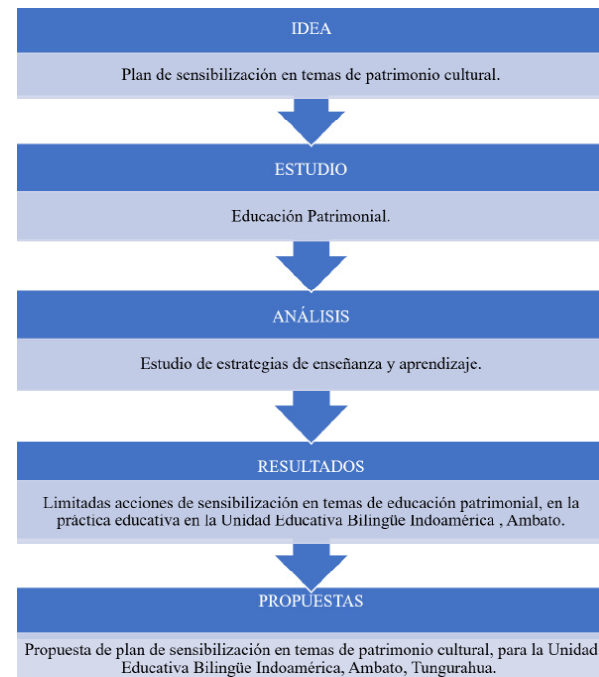 IDEA
Plan de sensibilización en temas de patrimonio cultural.
ESTUDIO
Educación Patrimonial.
ANÁLISIS
Estudio de estrategias de enseñanza y aprendizaje.
RESULTADOS
Limitadas acciones de sensibilización en temas de educación patrimonial, en la
práctica educativa en la Unidad Educativa Bilingüe Indoamérica , Ambato.
PROPUESTAS
Propuesta de plan de sensibilización en temas de patrimonio cultural, para la Unidad
Educativa Bilingüe Indoamérica, Ambato, Tungurahua.